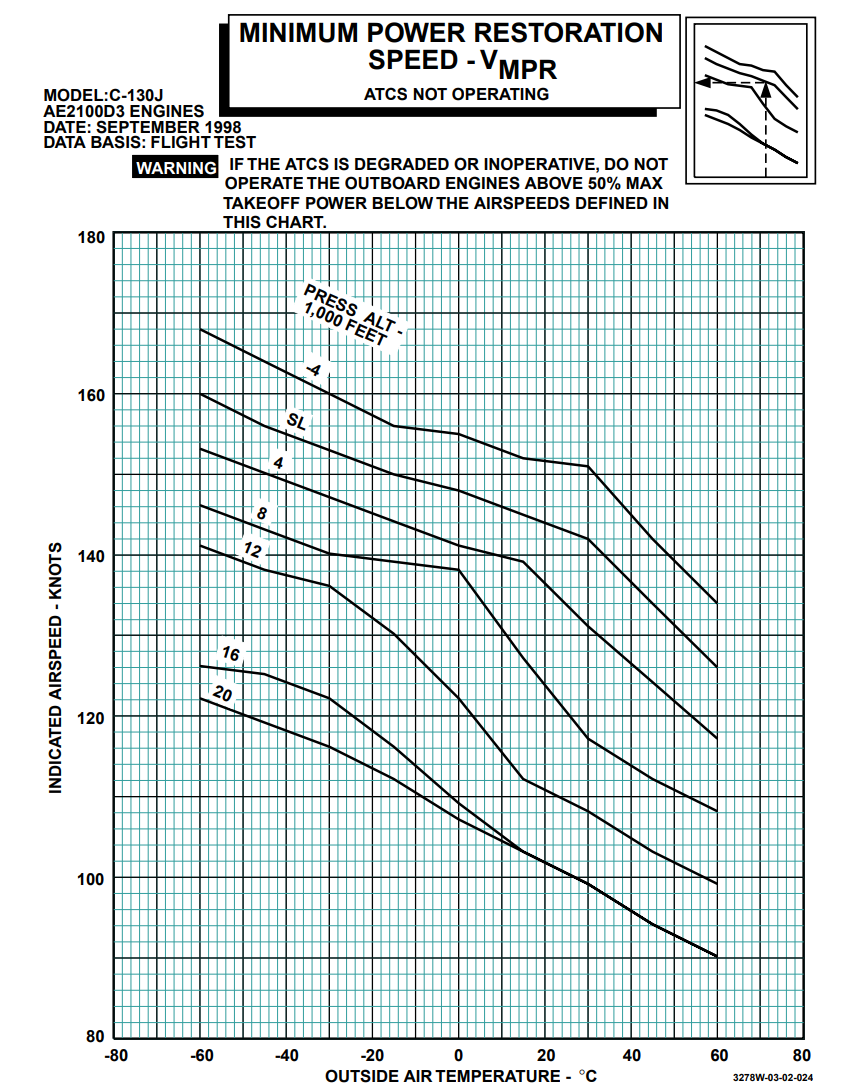 MINIMUM POWER RESTORATION
SPEED - VMPR
ATCS NOT OPERATING
MODEL:C-130J
AE2100D3 ENGINES
DATE: SEPTEMBER 1998
DATA BASIS: FLIGHT TEST
WARNING IF THE ATCS IS DEGRADED OR INOPERATIVE, DO NOT
OPERATE THE OUTBOARD ENGINES ABOVE 50% MAX
TAKEOFF POWER BELOW THE AIRSPEEDS DEFINED IN
THIS CHART.
180
PRESS ALT -
1,000 FEET
-4
160
SL
4
8
12
140
16
20
120
100
80
INDICATED AIRSPEED - KNOTS
-80 -60 -40 -20 0 20 40 60 80
OUTSIDE AIR TEMPERATURE - °C
3278W-03-02-024